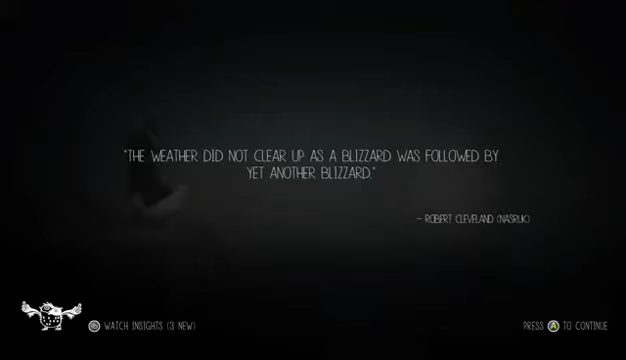 "THE WEATHER DID NOT CLEAR UP AS A BLIZZARD WAS FOLLOWED BY
YET ANOTHER BLIZZARD."
– ROBERT CLEVELAND (NASRUK)
WATCH INSIGHTS (3 NEW)
PRESS A TO CONTINUE